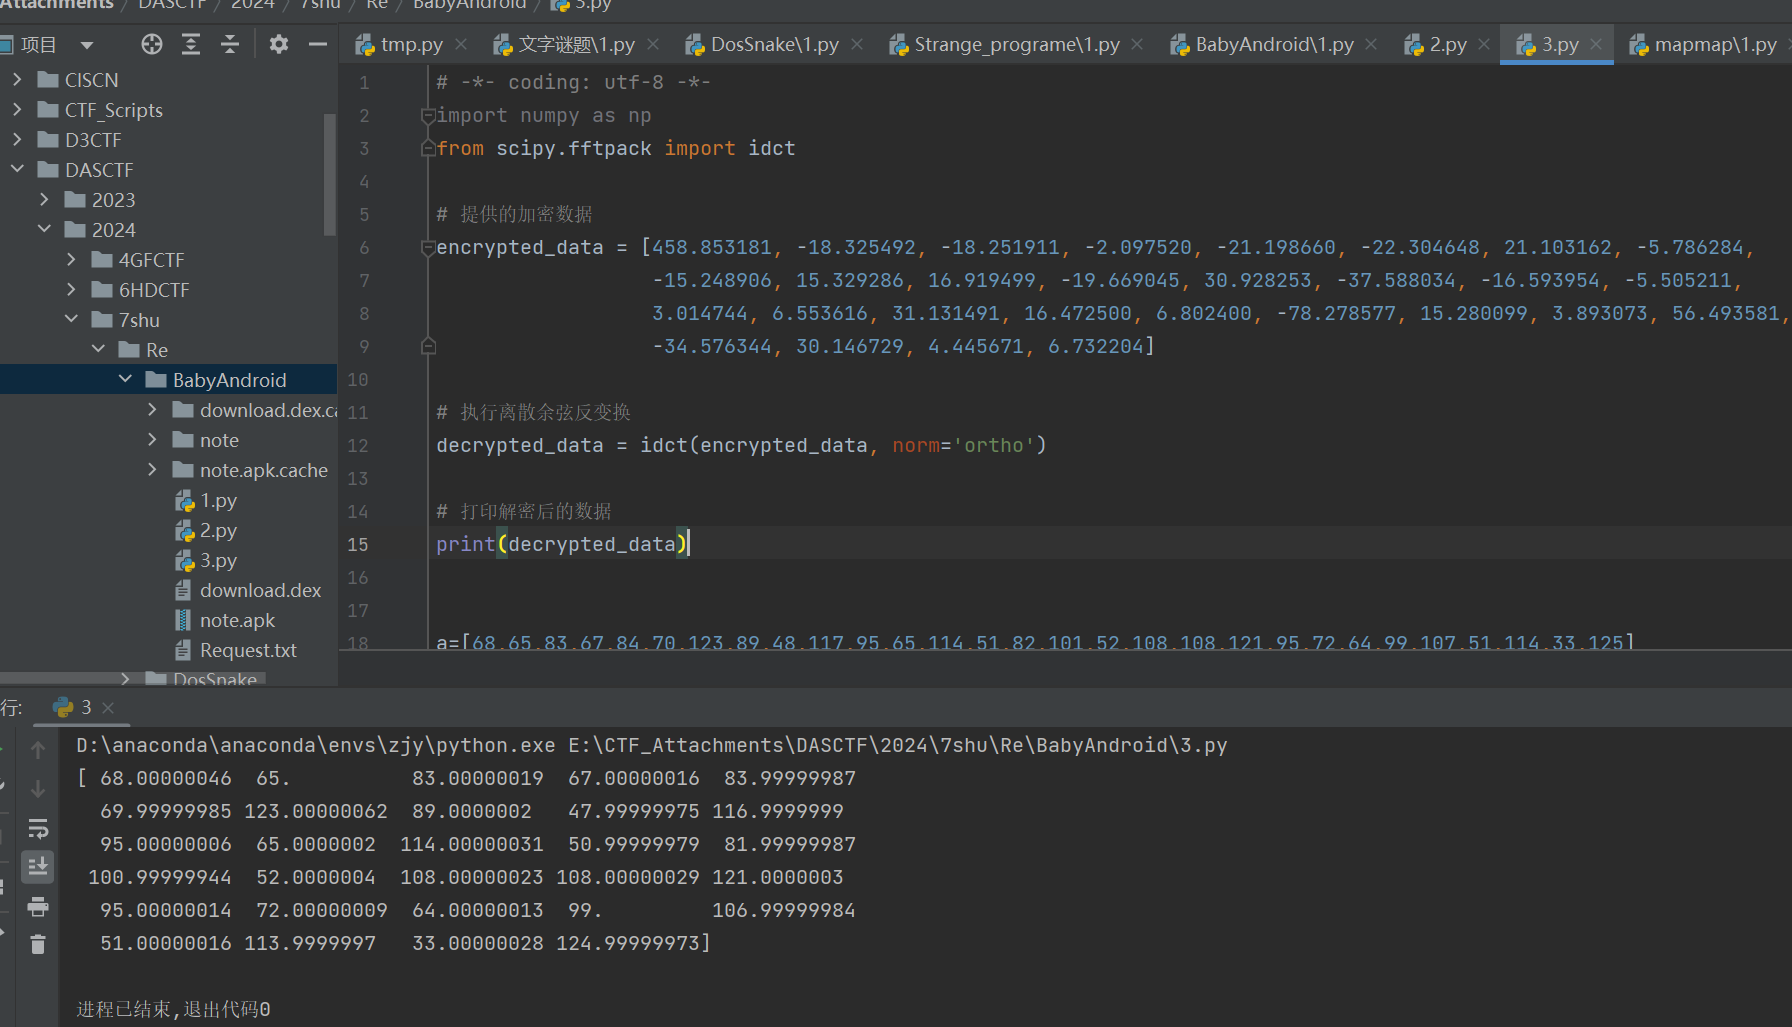 Attachments DASCTF 2024 7shu Re BabyAndroid 3.py
项目
tmp.py
文字谜题\1.py
DosSnake\1.py
Strange_programe\1.py
BabyAndroid\1.py
2.py
3.py
mapmap\1.py
CISCN
CTF_Scripts
D3CTF
DASCTF
2023
2024
4GFCTF
6HDCTF
7shu
Re
BabyAndroid
download.dex.ca
note
note.apk.cache
1.py
2.py
3.py
download.dex
note.apk
Request.txt
DosSnake
1 # -*- coding: utf-8 -*-
2 import numpy as np
3 from scipy.fftpack import idct
4
5 # 提供的加密数据
6 encrypted_data = [458.853181, -18.325492, -18.251911, -2.097520, -21.198660, -22.304648, 21.103162, -5.786284,
7 -15.248906, 15.329286, 16.919499, -19.669045, 30.928253, -37.588034, -16.593954, -5.505211,
8 3.014744, 6.553616, 31.131491, 16.472500, 6.802400, -78.278577, 15.280099, 3.893073, 56.493581,
9 -34.576344, 30.146729, 4.445671, 6.732204]
10
11 # 执行离散余弦反变换
12 decrypted_data = idct(encrypted_data, norm='ortho')
13
14 # 打印解密后的数据
15 print(decrypted_data)
16
17
18 a=[68,65,83,67,84,70,123,89,48,117,95,65,114,51,82,101,52,108,108,121,95,72,64,99,107,51,114,33,125]
行:
3
D:\anaconda\anaconda\envs\zjy\python.exe E:\CTF_Attachments\DASCTF\2024\7shu\Re\BabyAndroid\3.py
[ 68.00000046 65. 83.00000019 67.00000016 83.99999987
69.99999985 123.00000062 89.0000002 47.99999975 116.9999999
95.00000006 65.0000002 114.00000031 50.99999979 81.99999987
100.99999944 52.0000004 108.00000023 108.00000029 121.0000003
95.00000014 72.00000009 64.00000013 99. 106.99999984
51.00000016 113.9999997 33.00000028 124.99999973]
进程已结束,退出代码0